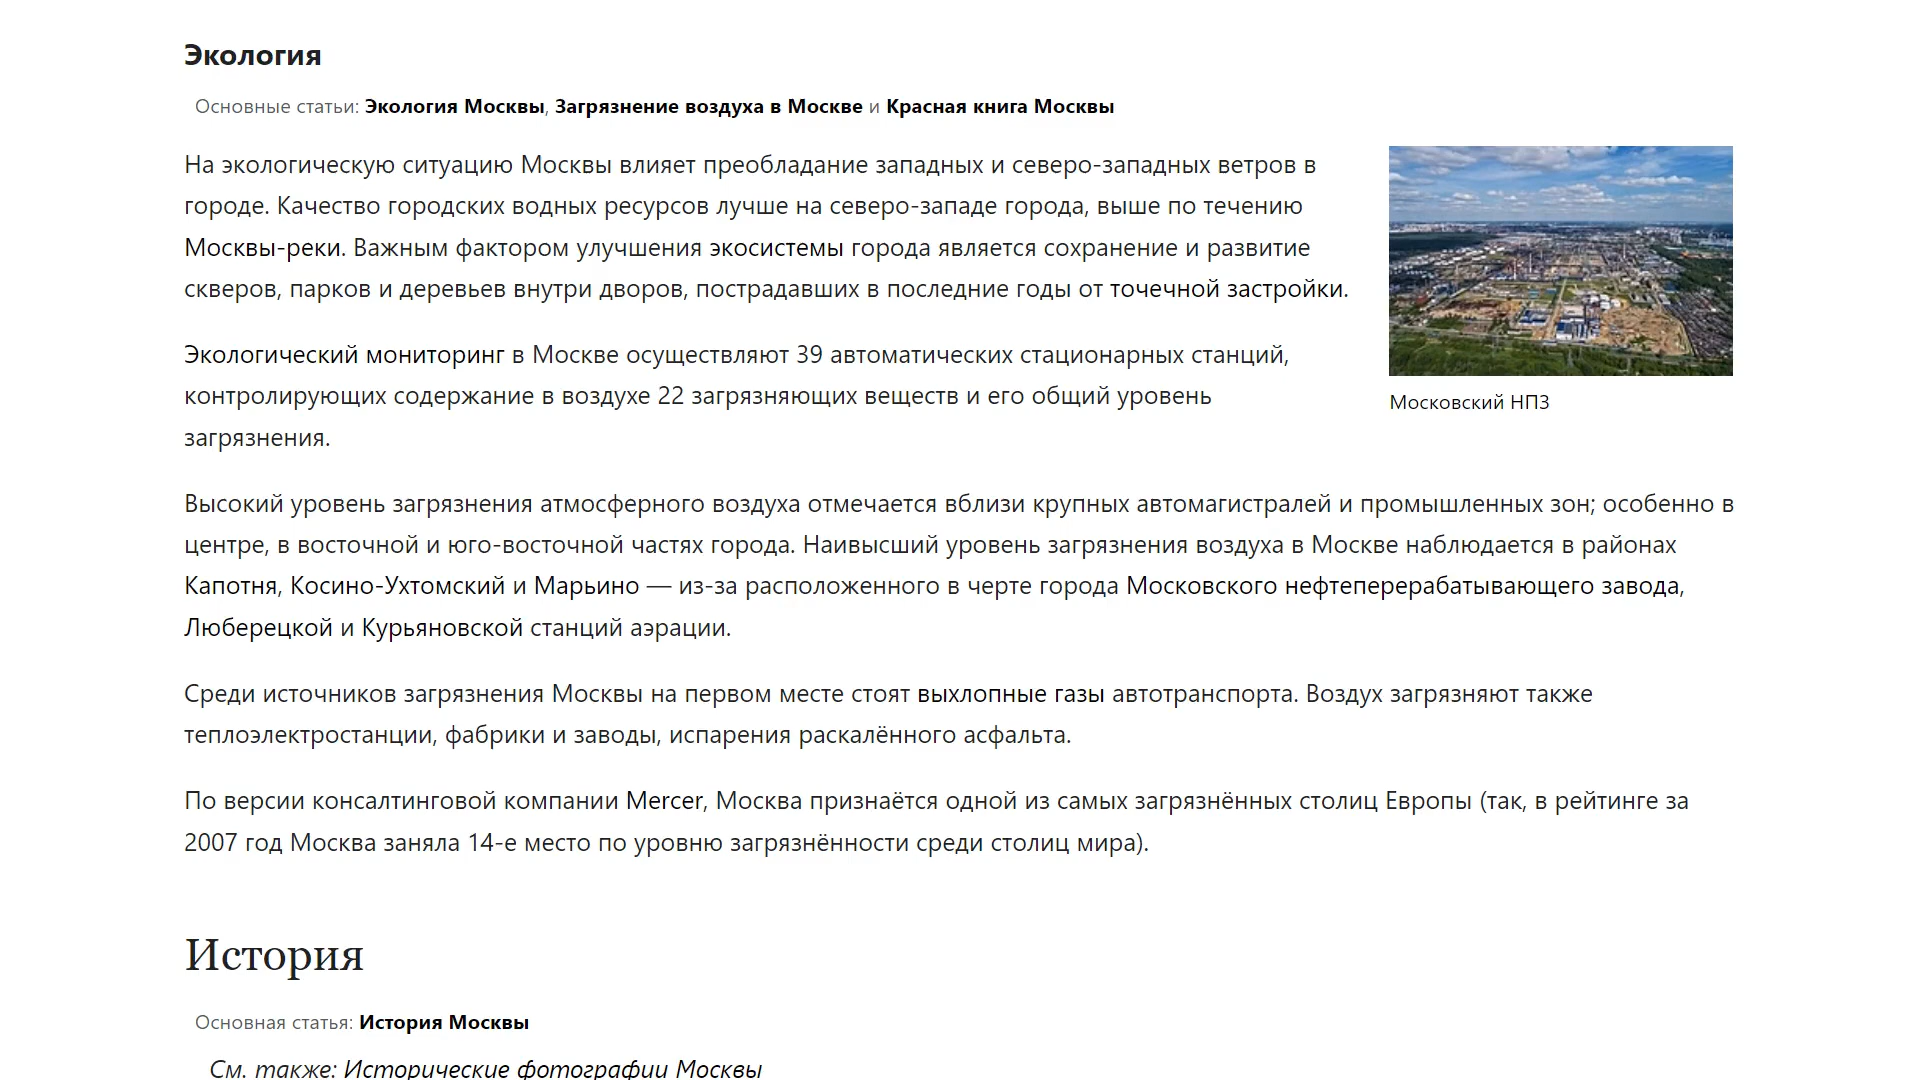 Экология
Основные статьи: Экология Москвы, Загрязнение воздуха в Москве и Красная книга Москвы
На экологическую ситуацию Москвы влияет преобладание западных и северо-западных ветров в
городе. Качество городских водных ресурсов лучше на северо-западе города, выше по течению
Москвы-реки. Важным фактором улучшения экосистемы города является сохранение и развитие
скверов, парков и деревьев внутри дворов, пострадавших в последние годы от точечной застройки.
Московский НПЗ
Экологический мониторинг в Москве осуществляют 39 автоматических стационарных станций,
контролирующих содержание в воздухе 22 загрязняющих веществ и его общий уровень
загрязнения.
Высокий уровень загрязнения атмосферного воздуха отмечается вблизи крупных автомагистралей и промышленных зон; особенно в
центре, в восточной и юго-восточной частях города. Наивысший уровень загрязнения воздуха в Москве наблюдается в районах
Капотня, Косино-Ухтомский и Марьино — из-за расположенного в черте города Московского нефтеперерабатывающего завода,
Люберецкой и Курьяновской станций аэрации.
Среди источников загрязнения Москвы на первом месте стоят выхлопные газы автотранспорта. Воздух загрязняют также
теплоэлектростанции, фабрики и заводы, испарения раскалённого асфальта.
По версии консалтинговой компании Mercer, Москва признаётся одной из самых загрязнённых столиц Европы (так, в рейтинге за
2007 год Москва заняла 14-е место по уровню загрязнённости среди столиц мира).
История
Основная статья: История Москвы
См. также: Исторические фотографии Москвы